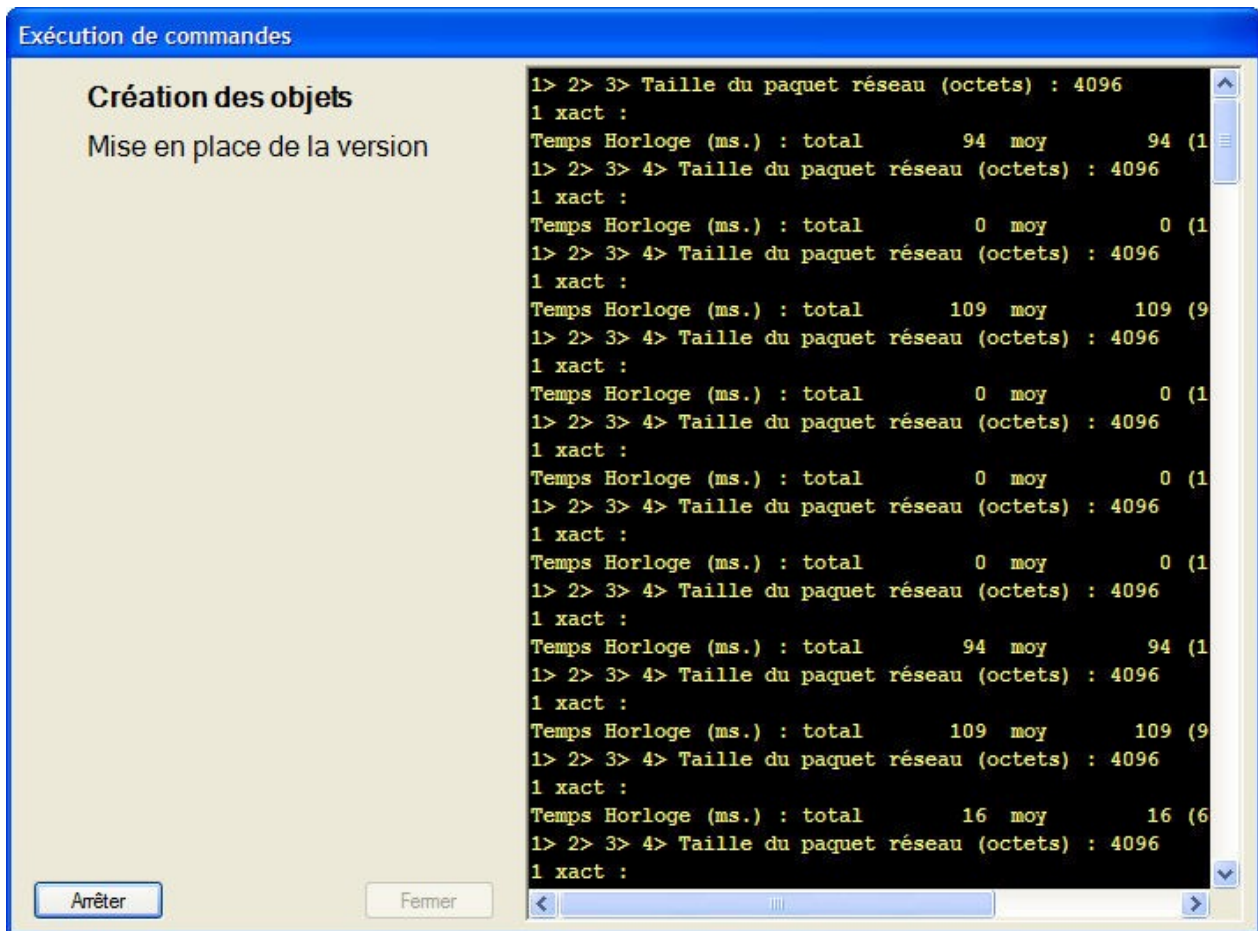 Exécution de commandes
Création des objets
Mise en place de la version
1> 2> 3> Taille du paquet réseau (octets) : 4096
1 xact :
Temps Horloge (ms.) : total 94 moy 94 (1
1> 2> 3> 4> Taille du paquet réseau (octets) : 4096
1 xact :
Temps Horloge (ms.) : total 0 moy 0 (1
1> 2> 3> 4> Taille du paquet réseau (octets) : 4096
1 xact :
Temps Horloge (ms.) : total 109 moy 109 (9
1> 2> 3> 4> Taille du paquet réseau (octets) : 4096
1 xact :
Temps Horloge (ms.) : total 0 moy 0 (1
1> 2> 3> 4> Taille du paquet réseau (octets) : 4096
1 xact :
Temps Horloge (ms.) : total 0 moy 0 (1
1> 2> 3> 4> Taille du paquet réseau (octets) : 4096
1 xact :
Temps Horloge (ms.) : total 0 moy 0 (1
1> 2> 3> 4> Taille du paquet réseau (octets) : 4096
1 xact :
Temps Horloge (ms.) : total 94 moy 94 (1
1> 2> 3> 4> Taille du paquet réseau (octets) : 4096
1 xact :
Temps Horloge (ms.) : total 109 moy 109 (9
1> 2> 3> 4> Taille du paquet réseau (octets) : 4096
1 xact :
Temps Horloge (ms.) : total 16 moy 16 (6
1> 2> 3> 4> Taille du paquet réseau (octets) : 4096
1 xact :
Arrêter
Fermer